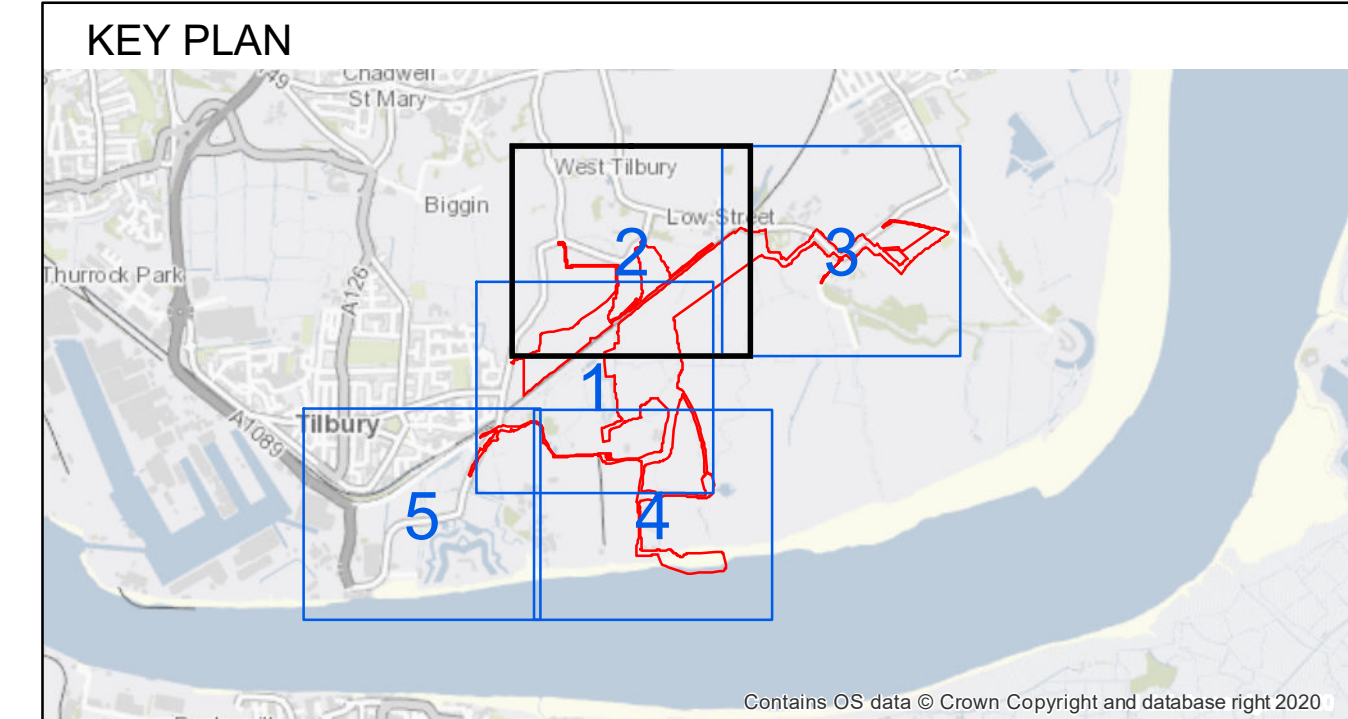 KEY PLAN
Chadwell
St Mary
West Tilbury
Biggin
Low Street
2
3
Thurrock Park
A126
1
Tilbury
A1089
5
4
Contains OS data © Crown Copyright and database right 2020